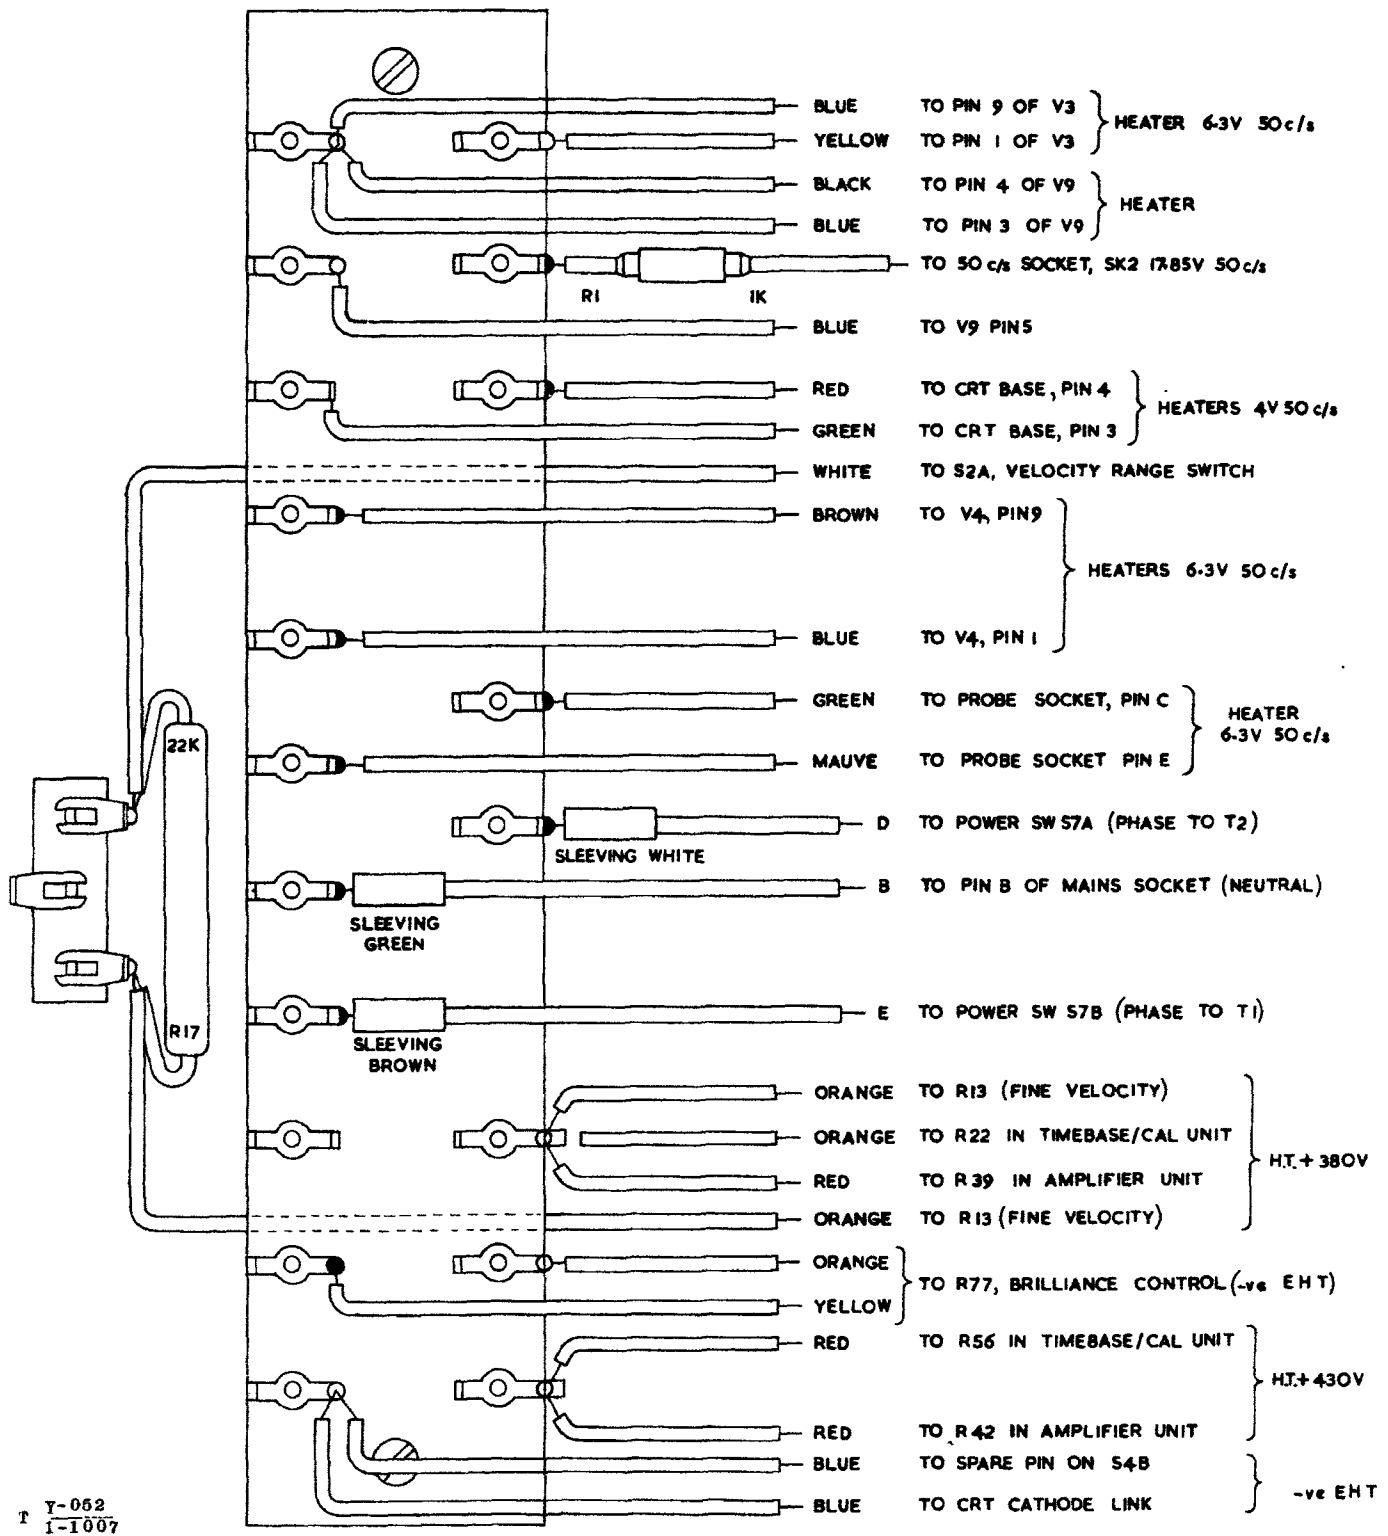 BLUE TO PIN 9 OF V3
HEATER 6.3V 50 c/s
YELLOW TO PIN 1 OF V3
BLACK TO PIN 4 OF V9
HEATER
BLUE TO PIN 3 OF V9
TO 50 c/s SOCKET, SK2 17.85V 50 c/s
R1 1K
BLUE TO V9 PIN 5
RED TO CRT BASE, PIN 4
HEATERS 4V 50 c/s
GREEN TO CRT BASE, PIN 3
WHITE TO S2A, VELOCITY RANGE SWITCH
BROWN TO V4, PIN 9
HEATERS 6.3V 50 c/s
BLUE TO V4, PIN 1
GREEN TO PROBE SOCKET, PIN C
HEATER
6.3V 50 c/s
22K
MAUVE TO PROBE SOCKET PIN E
D TO POWER SW S7A (PHASE TO T2)
SLEEVING WHITE
B TO PIN B OF MAINS SOCKET (NEUTRAL)
SLEEVING
GREEN
E TO POWER SW S7B (PHASE TO T1)
R17
SLEEVING
BROWN
ORANGE TO R13 (FINE VELOCITY)
ORANGE TO R22 IN TIMEBASE/CAL UNIT
H.T.+380V
RED TO R39 IN AMPLIFIER UNIT
ORANGE TO R13 (FINE VELOCITY)
ORANGE
TO R77, BRILLIANCE CONTROL (-ve EHT)
YELLOW
RED TO R56 IN TIMEBASE/CAL UNIT
H.T.+430V
RED TO R42 IN AMPLIFIER UNIT
BLUE TO SPARE PIN ON S4B
-ve EHT
BLUE TO CRT CATHODE LINK
T Y-052
1-1007